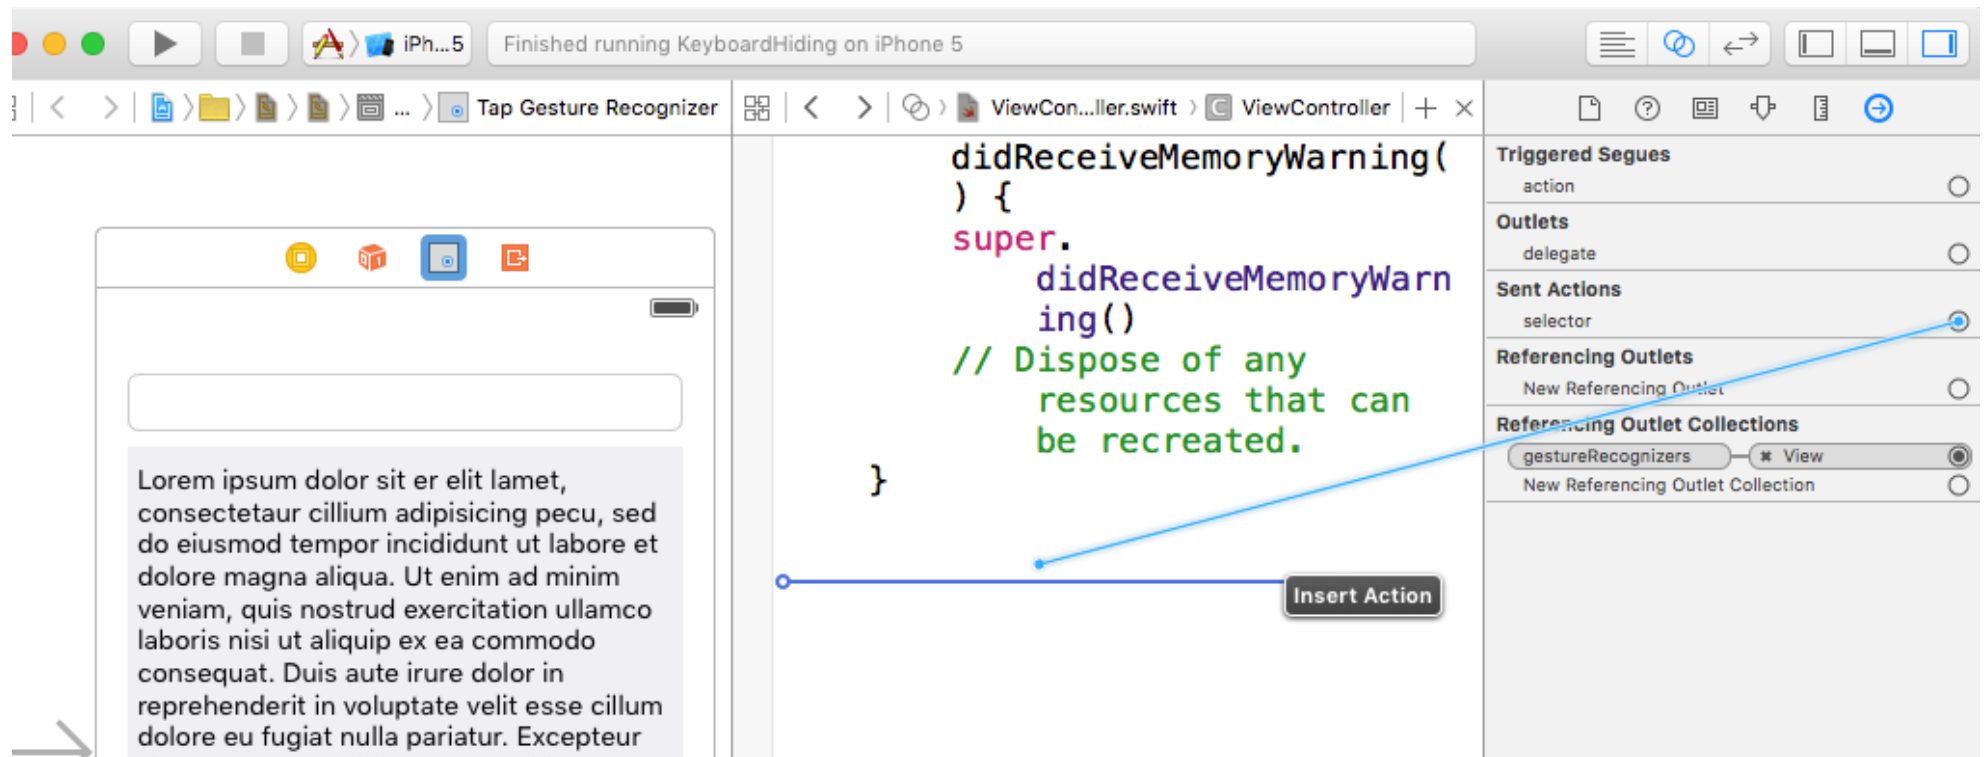 iPh...5
Finished running KeyboardHiding on iPhone 5
... Tap Gesture Recognizer
ViewCon...ller.swift
C ViewController
Lorem ipsum dolor sit er elit lamet,
consectetaur cillium adipisicing pecu, sed
do eiusmod tempor incididunt ut labore et
dolore magna aliqua. Ut enim ad minim
veniam, quis nostrud exercitation ullamco
laboris nisi ut aliquip ex ea commodo
consequat. Duis aute irure dolor in
reprehenderit in voluptate velit esse cillum
dolore eu fugiat nulla pariatur. Excepteur
didReceiveMemoryWarning(
) {
super.
didReceiveMemoryWarn
ing()
// Dispose of any
resources that can
be recreated.
}
Insert Action
Triggered Segues
action
Outlets
delegate
Sent Actions
selector
Referencing Outlets
New Referencing Outlet
Referencing Outlet Collections
gestureRecognizers
View
New Referencing Outlet Collection